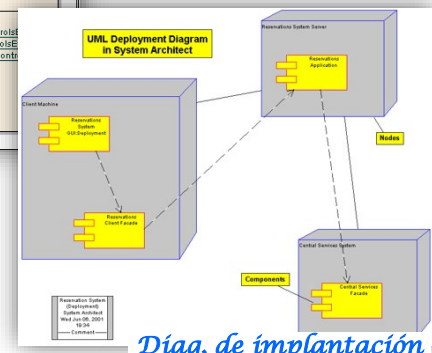 UML Deployment Diagram
in System Architect
Reservations System Server
Reservations
Application
Client Machine
Reservations
System
GUI Deployment
Nodes
Reservations
Client Facade
Central Services System
Components
Central Services
Facade
Reservation System
(Deployment)
System Architect
Wed Jun 06, 2001
19:34
Comment
Diag. de implantación